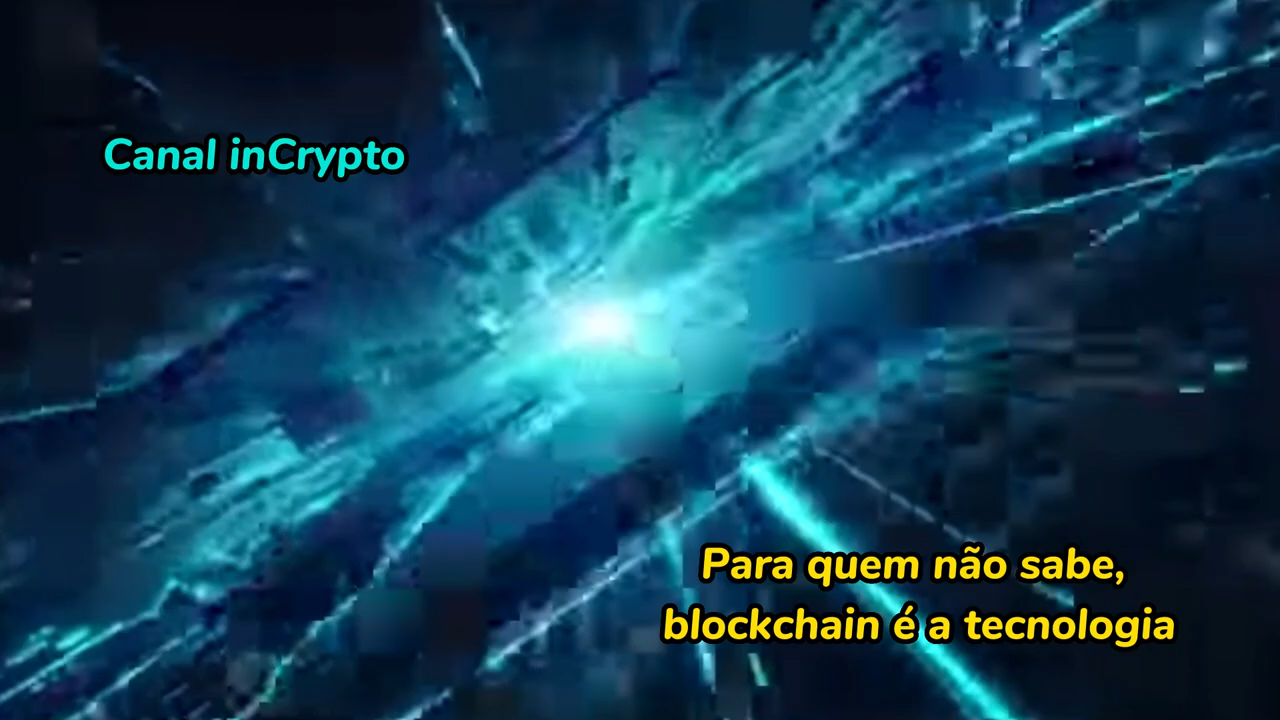 Canal inCrypto
Para quem não sabe,
blockchain é a tecnologia